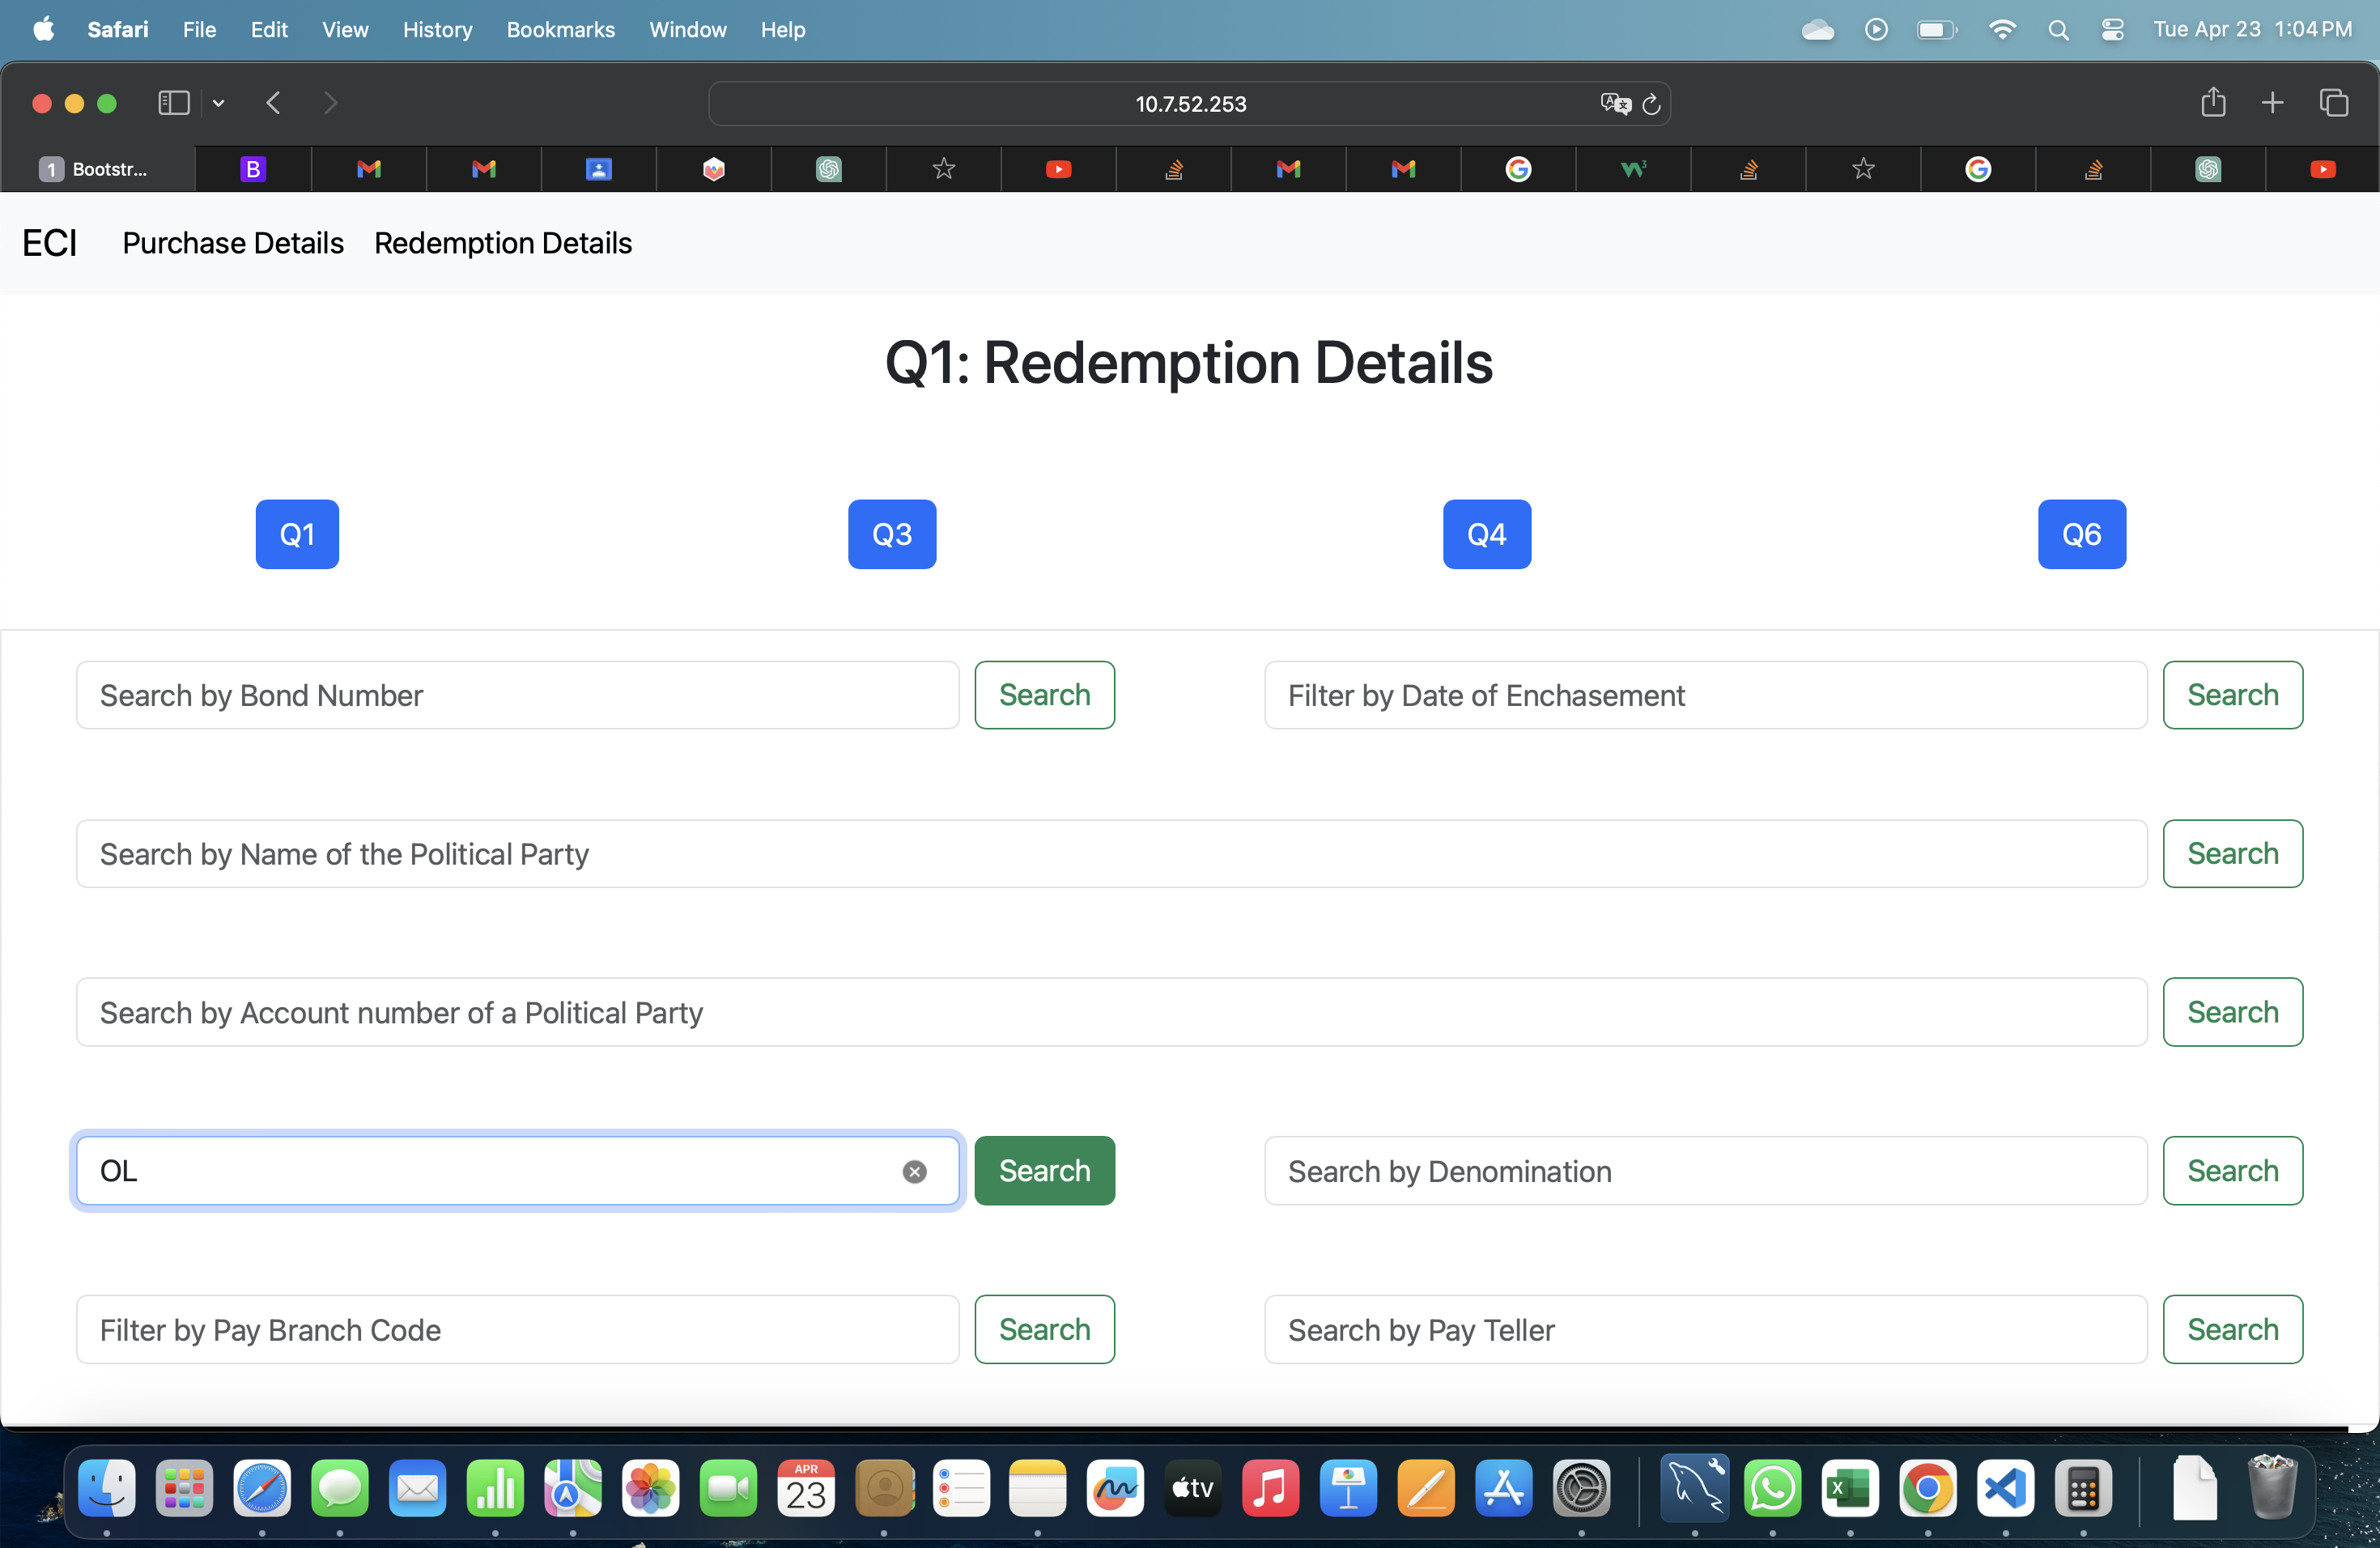 Safari File Edit View History Bookmarks Window Help Tue Apr 23 1:04 PM
10.7.52.253
1 Bootstr...
ECI Purchase Details Redemption Details
Q1: Redemption Details
Q1 Q3 Q4 Q6
Search by Bond Number Search Filter by Date of Enchasement Search
Search by Name of the Political Party Search
Search by Account number of a Political Party Search
OL Search Search by Denomination Search
Filter by Pay Branch Code Search Search by Pay Teller Search
APR
23
tv